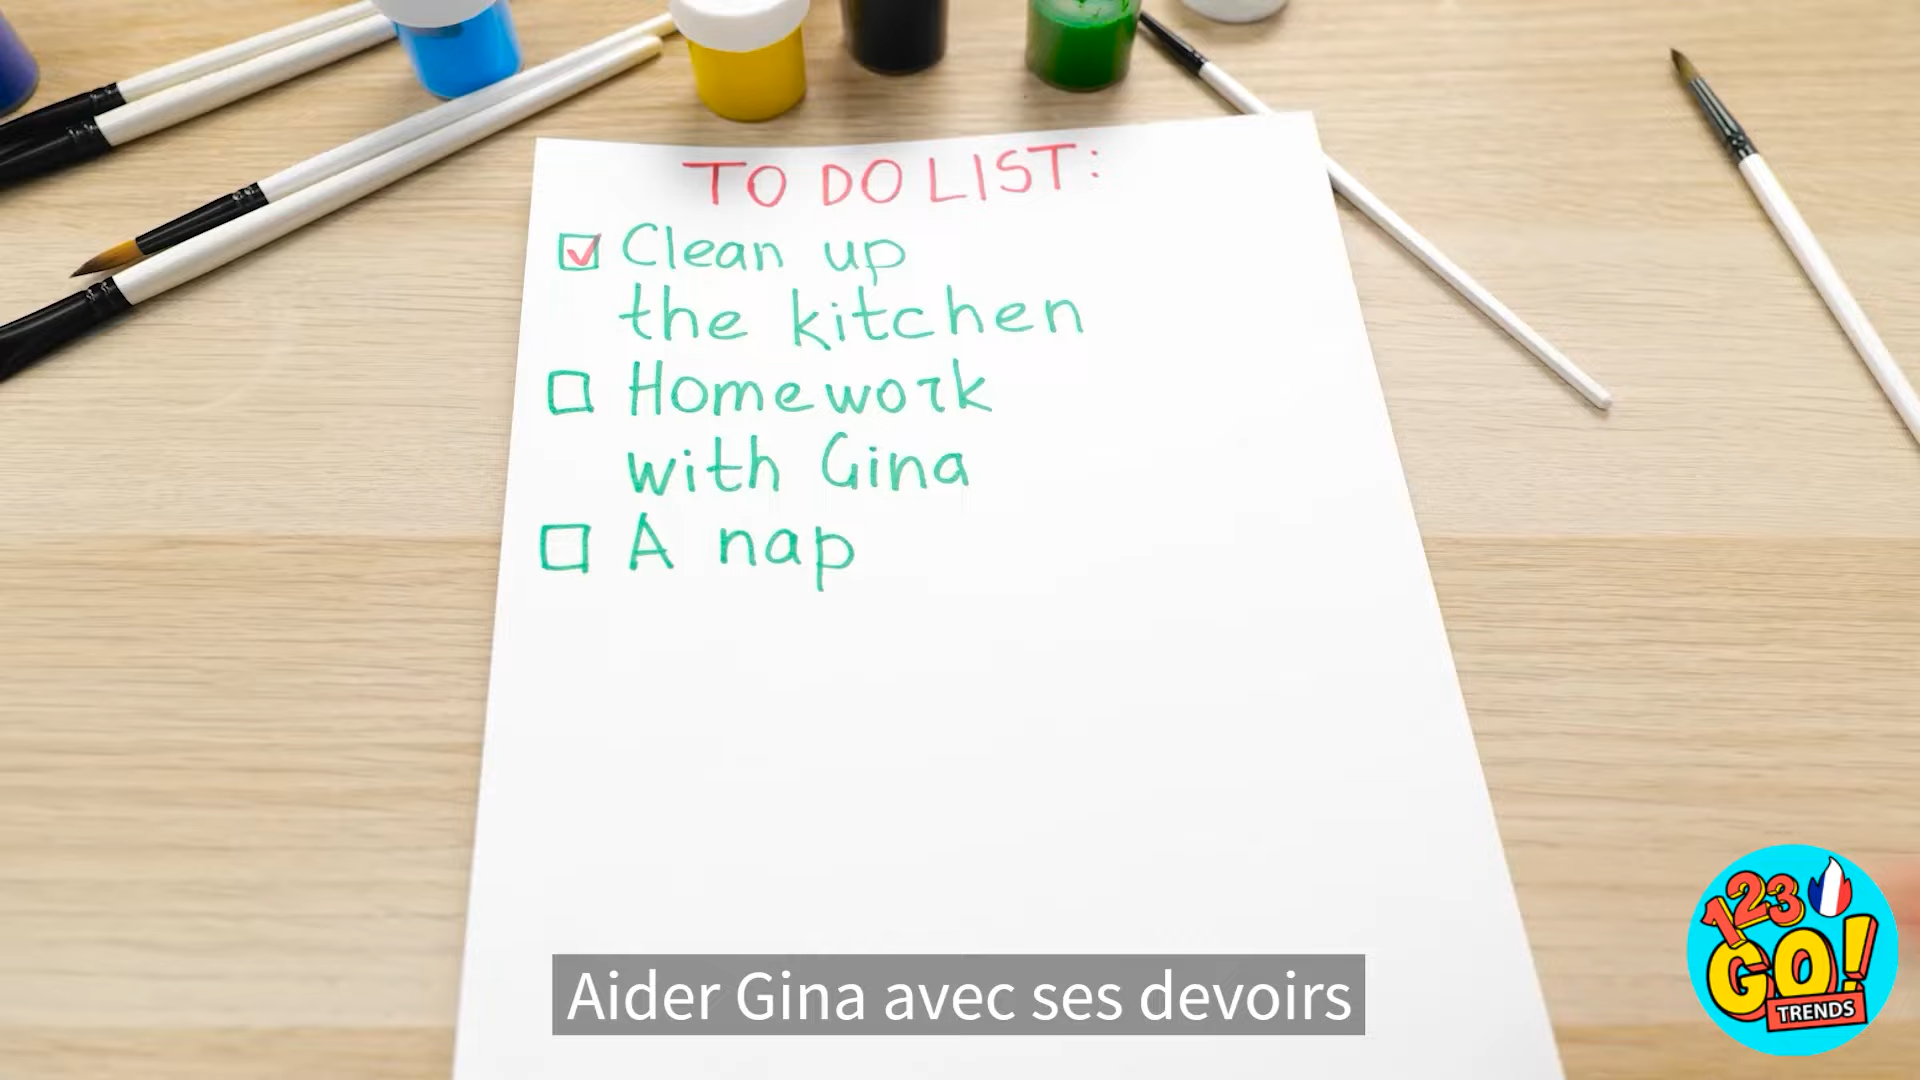 TO DO LIST:
Clean up
the kitchen
Homework
with Gina
A nap
Aider Gina avec ses devoirs
123
GO!
TRENDS